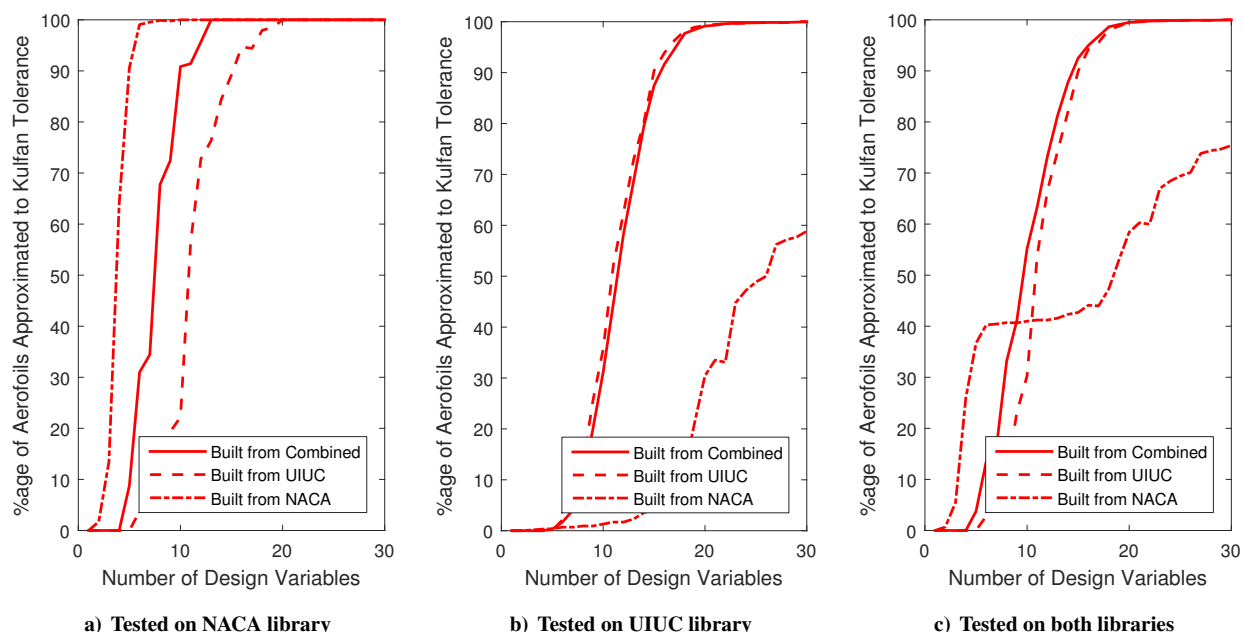 %age of Aerofoils Approximated to Kulfan Tolerance
100
90
80
70
60
50
40
30
20
10
0
Built from Combined
Built from UIUC
Built from NACA
0 10 20 30
Number of Design Variables
a) Tested on NACA library
%age of Aerofoils Approximated to Kulfan Tolerance
100
90
80
70
60
50
40
30
20
10
0
Built from Combined
Built from UIUC
Built from NACA
0 10 20 30
Number of Design Variables
b) Tested on UIUC library
%age of Aerofoils Approximated to Kulfan Tolerance
100
90
80
70
60
50
40
30
20
10
0
Built from Combined
Built from UIUC
Built from NACA
0 10 20 30
Number of Design Variables
c) Tested on both libraries